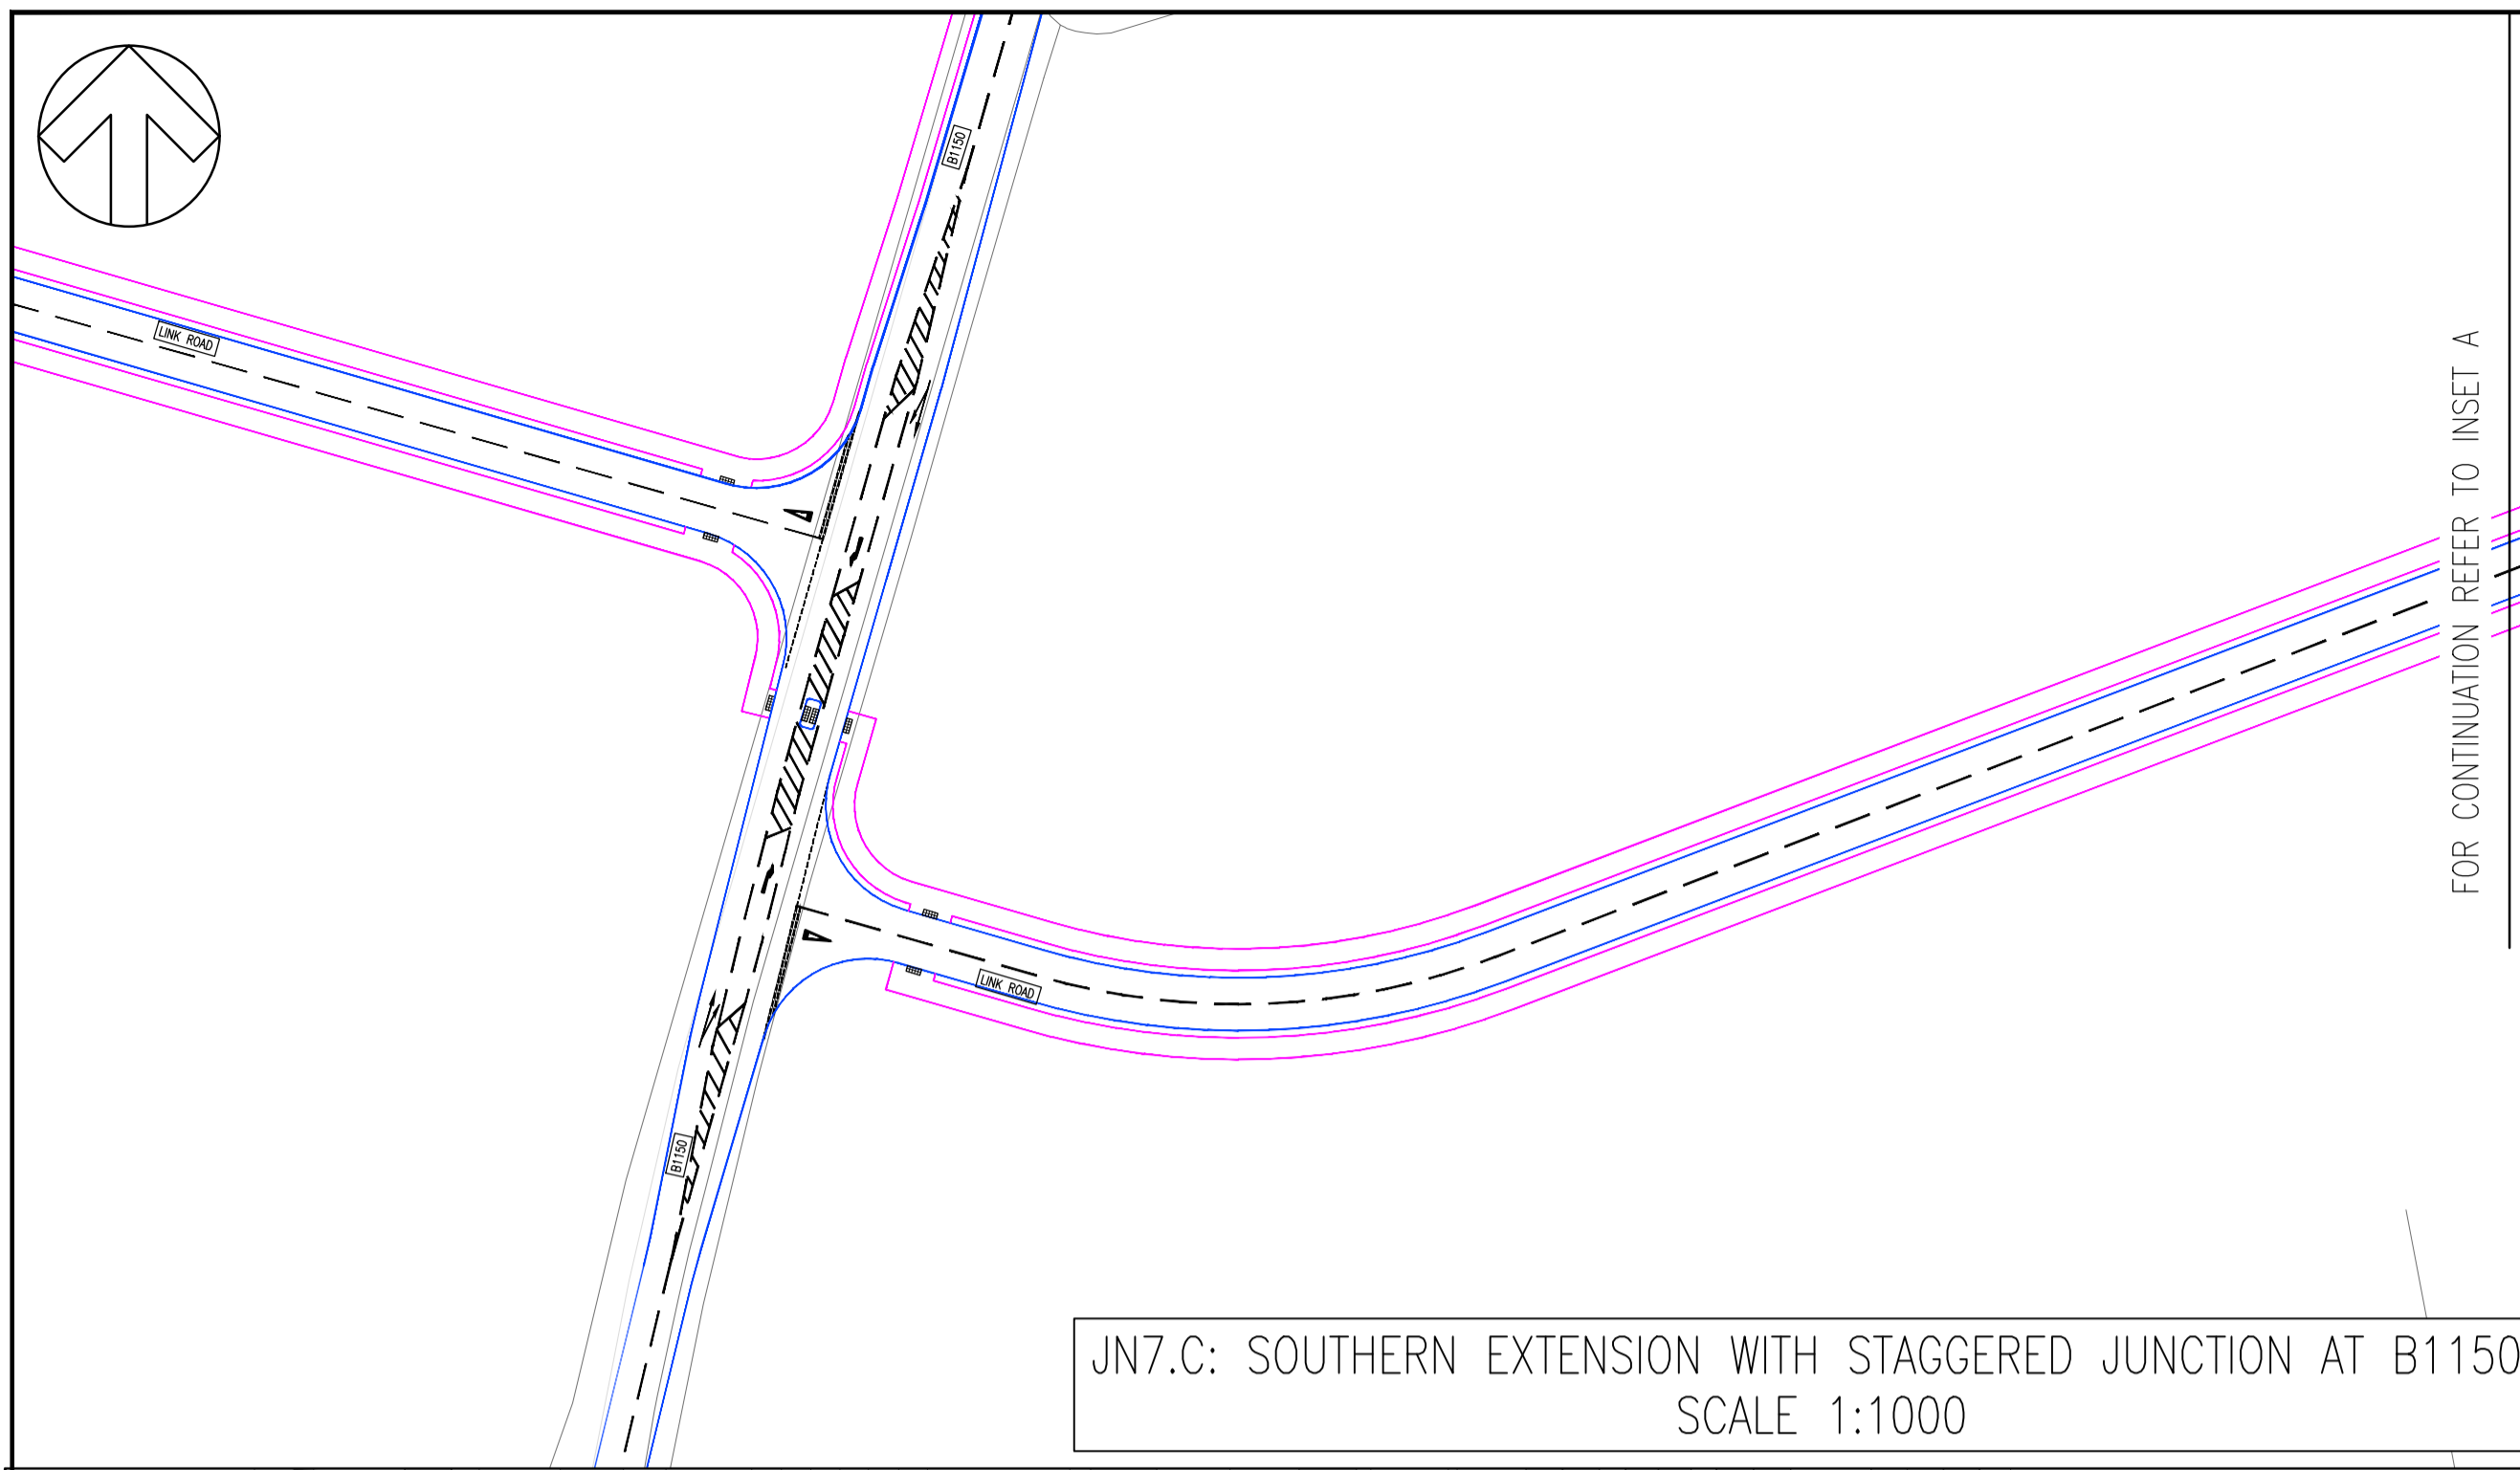 B1150
LINK ROAD
FOR CONTINUATION REFER TO INSET A
LINK ROAD
B1150
JN7.C: SOUTHERN EXTENSION WITH STAGGERED JUNCTION AT B1150
SCALE 1:1000